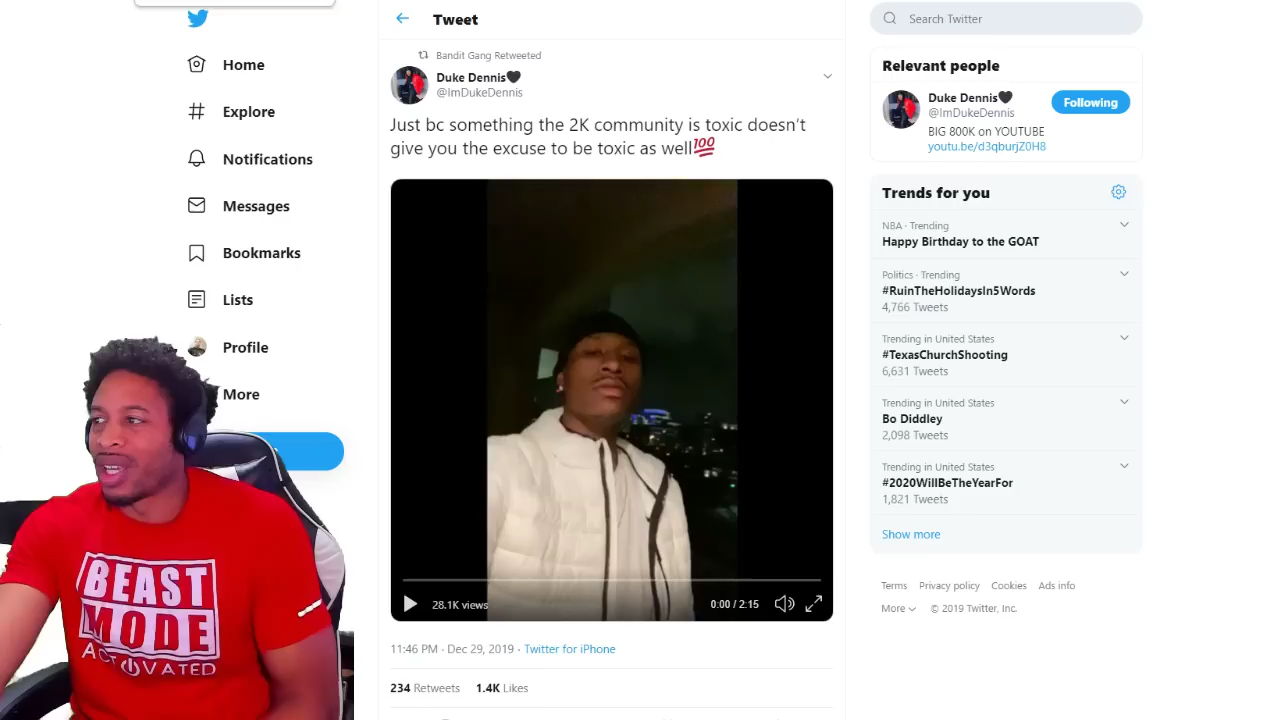 Home
Explore
Notifications
Messages
Bookmarks
Lists
Profile
More
Tweet
Bandit Gang Retweeted
Duke Dennis🖤
@ImDukeDennis
Just bc something the 2K community is toxic doesn’t
give you the excuse to be toxic as well💯
28.1K views
0:00 / 2:15
11:46 PM · Dec 29, 2019 · Twitter for iPhone
234 Retweets 1.4K Likes
Search Twitter
Relevant people
Duke Dennis🖤
@ImDukeDennis
Following
BIG 800K on YOUTUBE
youtu.be/d3qburjZ0H8
Trends for you
NBA · Trending
Happy Birthday to the GOAT
Politics · Trending
#RuinTheHolidaysIn5Words
4,766 Tweets
Trending in United States
#TexasChurchShooting
6,631 Tweets
Trending in United States
Bo Diddley
2,098 Tweets
Trending in United States
#2020WillBeTheYearFor
1,821 Tweets
Show more
Terms Privacy policy Cookies Ads info
More © 2019 Twitter, Inc.
BEAST
MODE
ACTIVATED